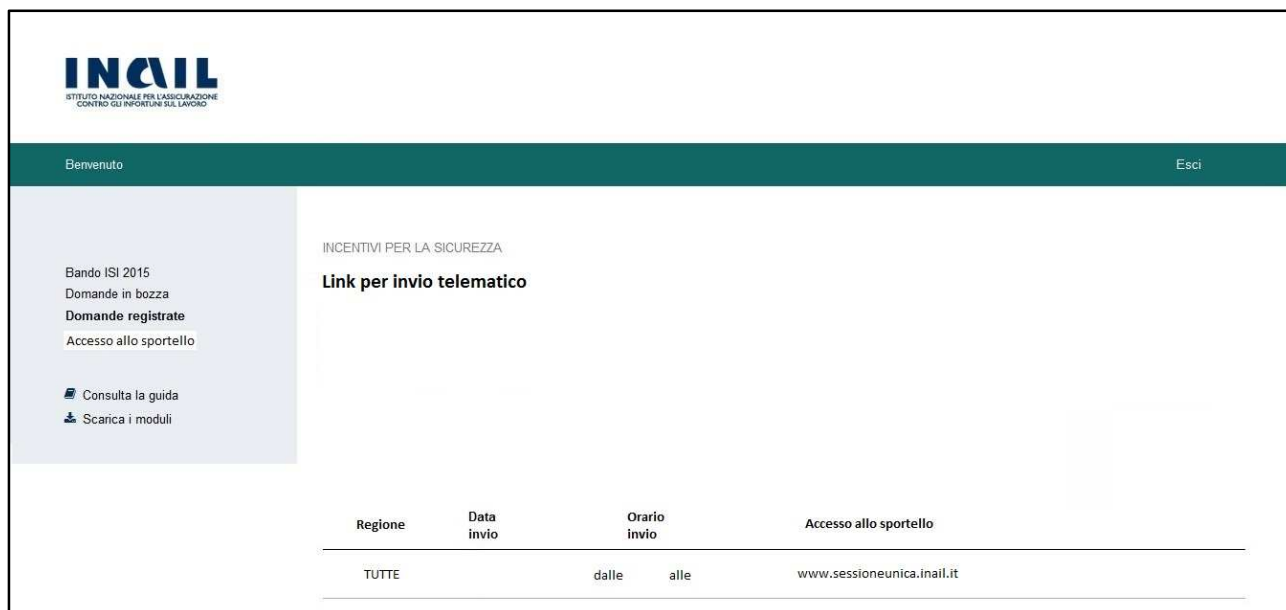 INAIL
ISTITUTO NAZIONALE PER L'ASSICURAZIONE
CONTRO GLI INFORTUNI SUL LAVORO
Benvenuto
Esci
Bando ISI 2015
Domande in bozza
Domande registrate
Accesso allo sportello
Consulta la guida
Scarica i moduli
INCENTIVI PER LA SICUREZZA
Link per invio telematico
Regione Data invio Orario invio Accesso allo sportello
TUTTE dalle alle www.sessioneunica.inail.it